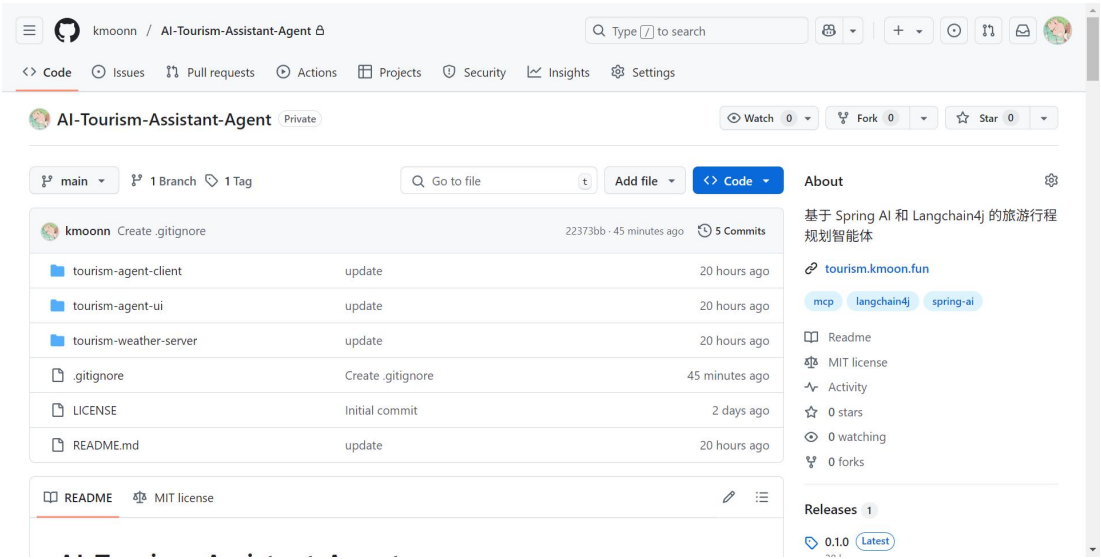 kmoonn / AI-Tourism-Assistant-Agent
Type / to search
Code Issues Pull requests Actions Projects Security Insights Settings
AI-Tourism-Assistant-Agent Private
Watch 0 Fork 0 Star 0
main 1 Branch 1 Tag Go to file t Add file Code
kmoonn Create .gitignore 22373bb · 45 minutes ago 5 Commits
tourism-agent-client update 20 hours ago
tourism-agent-ui update 20 hours ago
tourism-weather-server update 20 hours ago
.gitignore Create .gitignore 45 minutes ago
LICENSE Initial commit 2 days ago
README.md update 20 hours ago
README MIT license
About
基于 Spring AI 和 Langchain4j 的旅游行程
规划智能体
tourism.kmoon.fun
mcp langchain4j spring-ai
Readme
MIT license
Activity
0 stars
0 watching
0 forks
Releases 1
0.1.0 Latest